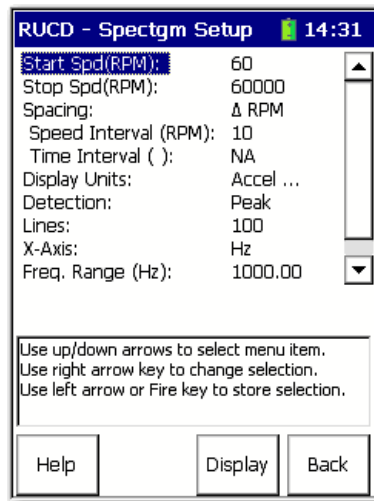 RUCD - Spectgm Setup 14:31
Start Spd(RPM): 60
Stop Spd(RPM): 60000
Spacing: Δ RPM
Speed Interval (RPM): 10
Time Interval ( ): NA
Display Units: Accel ...
Detection: Peak
Lines: 100
X-Axis: Hz
Freq. Range (Hz): 1000.00
Use up/down arrows to select menu item.
Use right arrow key to change selection.
Use left arrow or Fire key to store selection.
Help Display Back